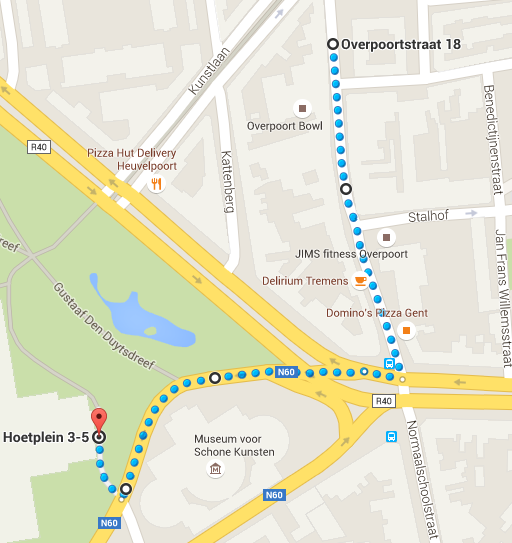 Overpoortstraat 18
Kunstlaan
Benedictijnenstraat
Overpoort Bowl
R40
Pizza Hut Delivery
Heuvelpoort
Kattenberg
Stalhof
Jan Frans Willemsstraat
dreef
JIMS fitness Overpoort
Delirium Tremens
Gustaaf Den Duytsdreef
Domino's Pizza Gent
N60
R40
Hoetplein 3-5
Museum voor
Schone Kunsten
Normaalschoolstraat
N60
N60